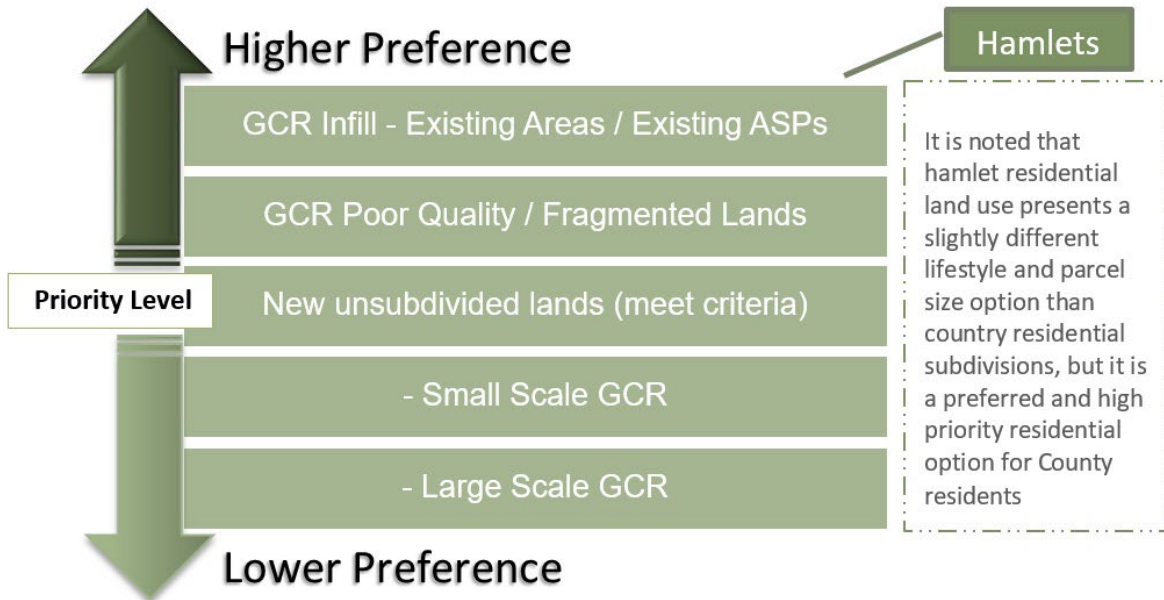 Higher Preference
Hamlets
GCR Infill - Existing Areas / Existing ASPs
GCR Poor Quality / Fragmented Lands
Priority Level
New unsubdivided lands (meet criteria)
- Small Scale GCR
- Large Scale GCR
Lower Preference
It is noted that
hamlet residential
land use presents a
slightly different
lifestyle and parcel
size option than
country residential
subdivisions, but it is
a preferred and high
priority residential
option for County
residents